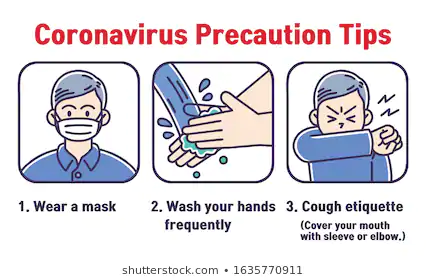 Coronavirus Precaution Tips
1. Wear a mask
2. Wash your hands
frequently
3. Cough etiquette
(Cover your mouth
with sleeve or elbow.)
shutterstock.com • 1635770911